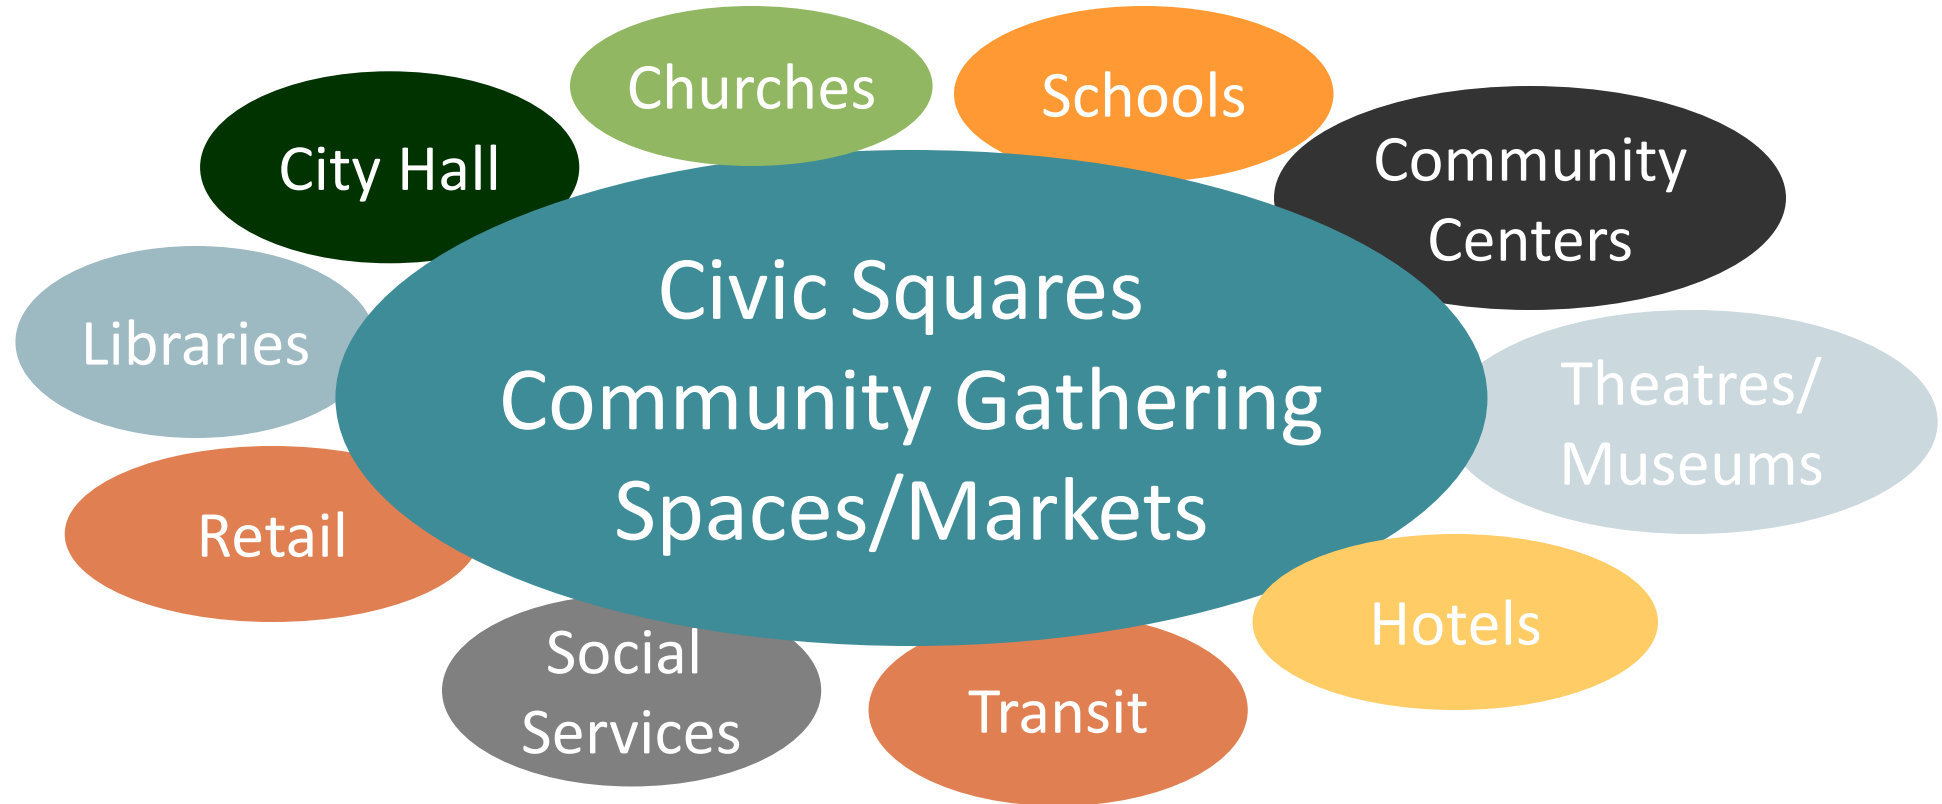 Churches
Schools
City Hall
Community
Centers
Civic Squares
Community Gathering
Spaces/Markets
Libraries
Theatres/
Museums
Retail
Hotels
Social
Services
Transit